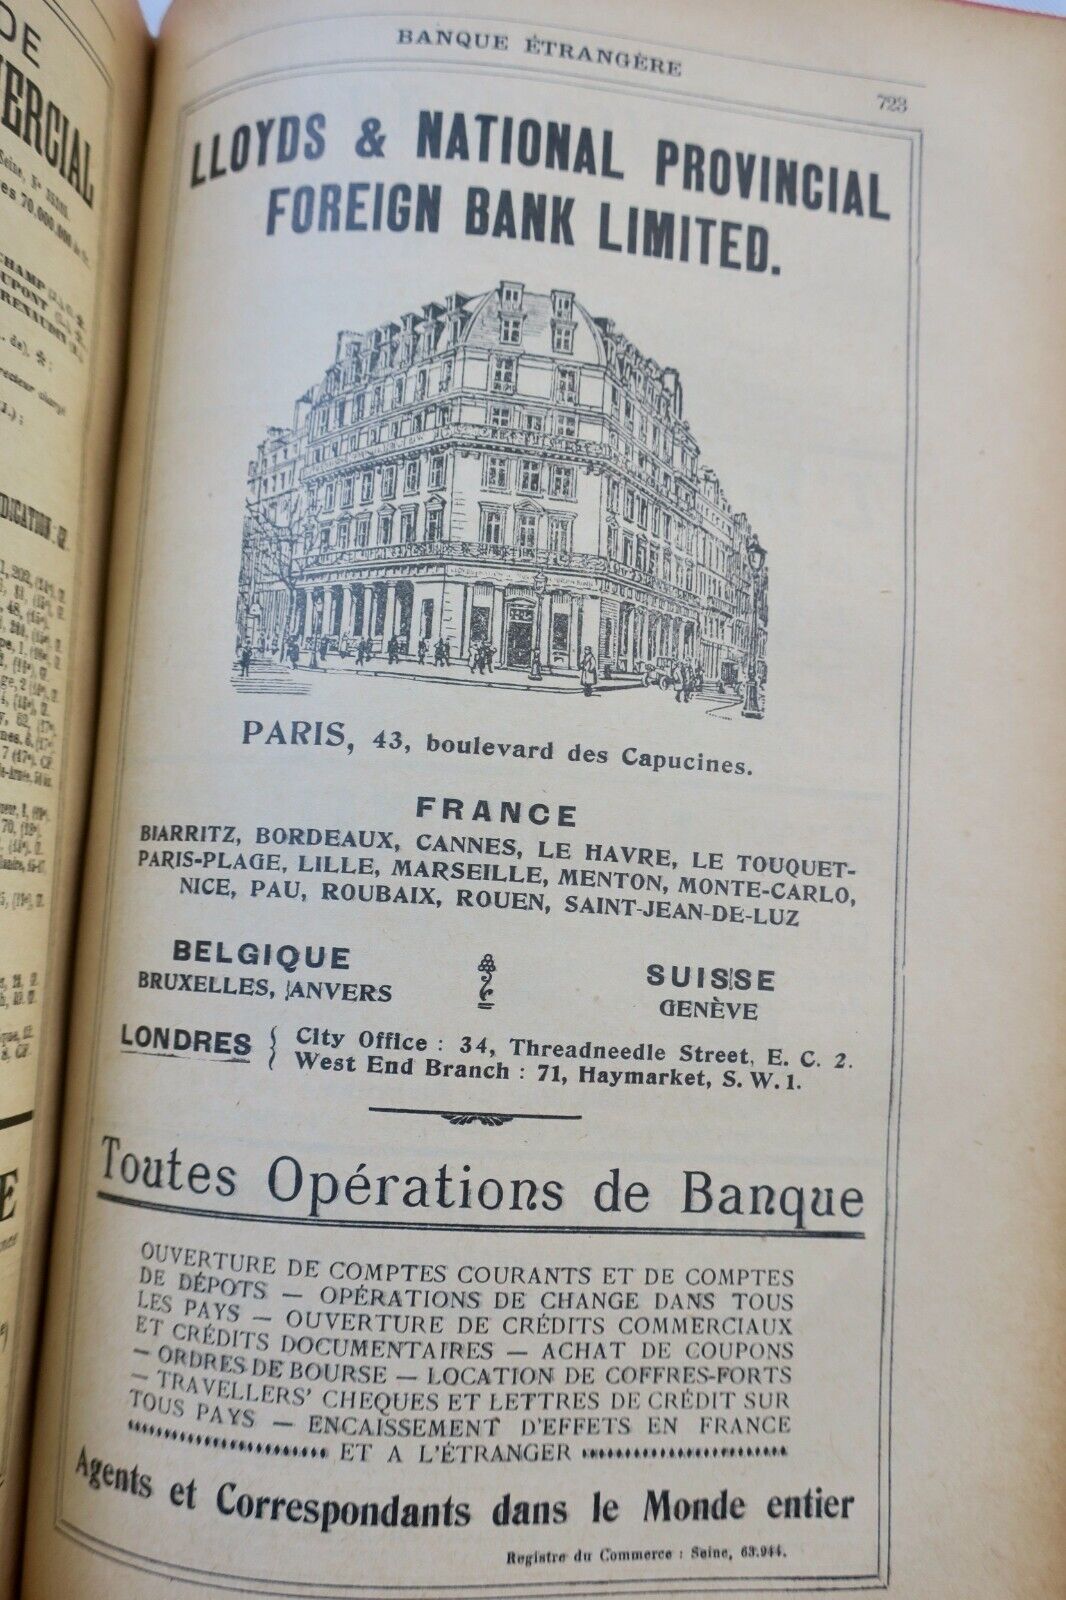 DE
ERCIAL
BANQUE ÉTRANGÈRE
723
LLOYDS & NATIONAL PROVINCIAL
FOREIGN BANK LIMITED.
PARIS, 43, boulevard des Capucines.
FRANCE
BIARRITZ, BORDEAUX, CANNES, LE HAVRE, LE TOUQUET-
PARIS-PLAGE, LILLE, MARSEILLE, MENTON, MONTE-CARLO,
NICE, PAU, ROUBAIX, ROUEN, SAINT-JEAN-DE-LUZ
BELGIQUE
BRUXELLES, ANVERS
SUISSE
GENÈVE
LONDRES
City Office : 34, Threadneedle Street, E. C. 2.
West End Branch : 71, Haymarket, S. W. 1.
Toutes Opérations de Banque
OUVERTURE DE COMPTES COURANTS ET DE COMPTES
DE DÉPOTS — OPÉRATIONS DE CHANGE DANS TOUS
LES PAYS — OUVERTURE DE CRÉDITS COMMERCIAUX
ET CRÉDITS DOCUMENTAIRES — ACHAT DE COUPONS
— ORDRES DE BOURSE — LOCATION DE COFFRES-FORTS
— TRAVELLERS' CHEQUES ET LETTRES DE CRÉDIT SUR
TOUS PAYS — ENCAISSEMENT D'EFFETS EN FRANCE
ET A L'ÉTRANGER
Agents et Correspondants dans le Monde entier
Registre du Commerce : Seine, 63.944.